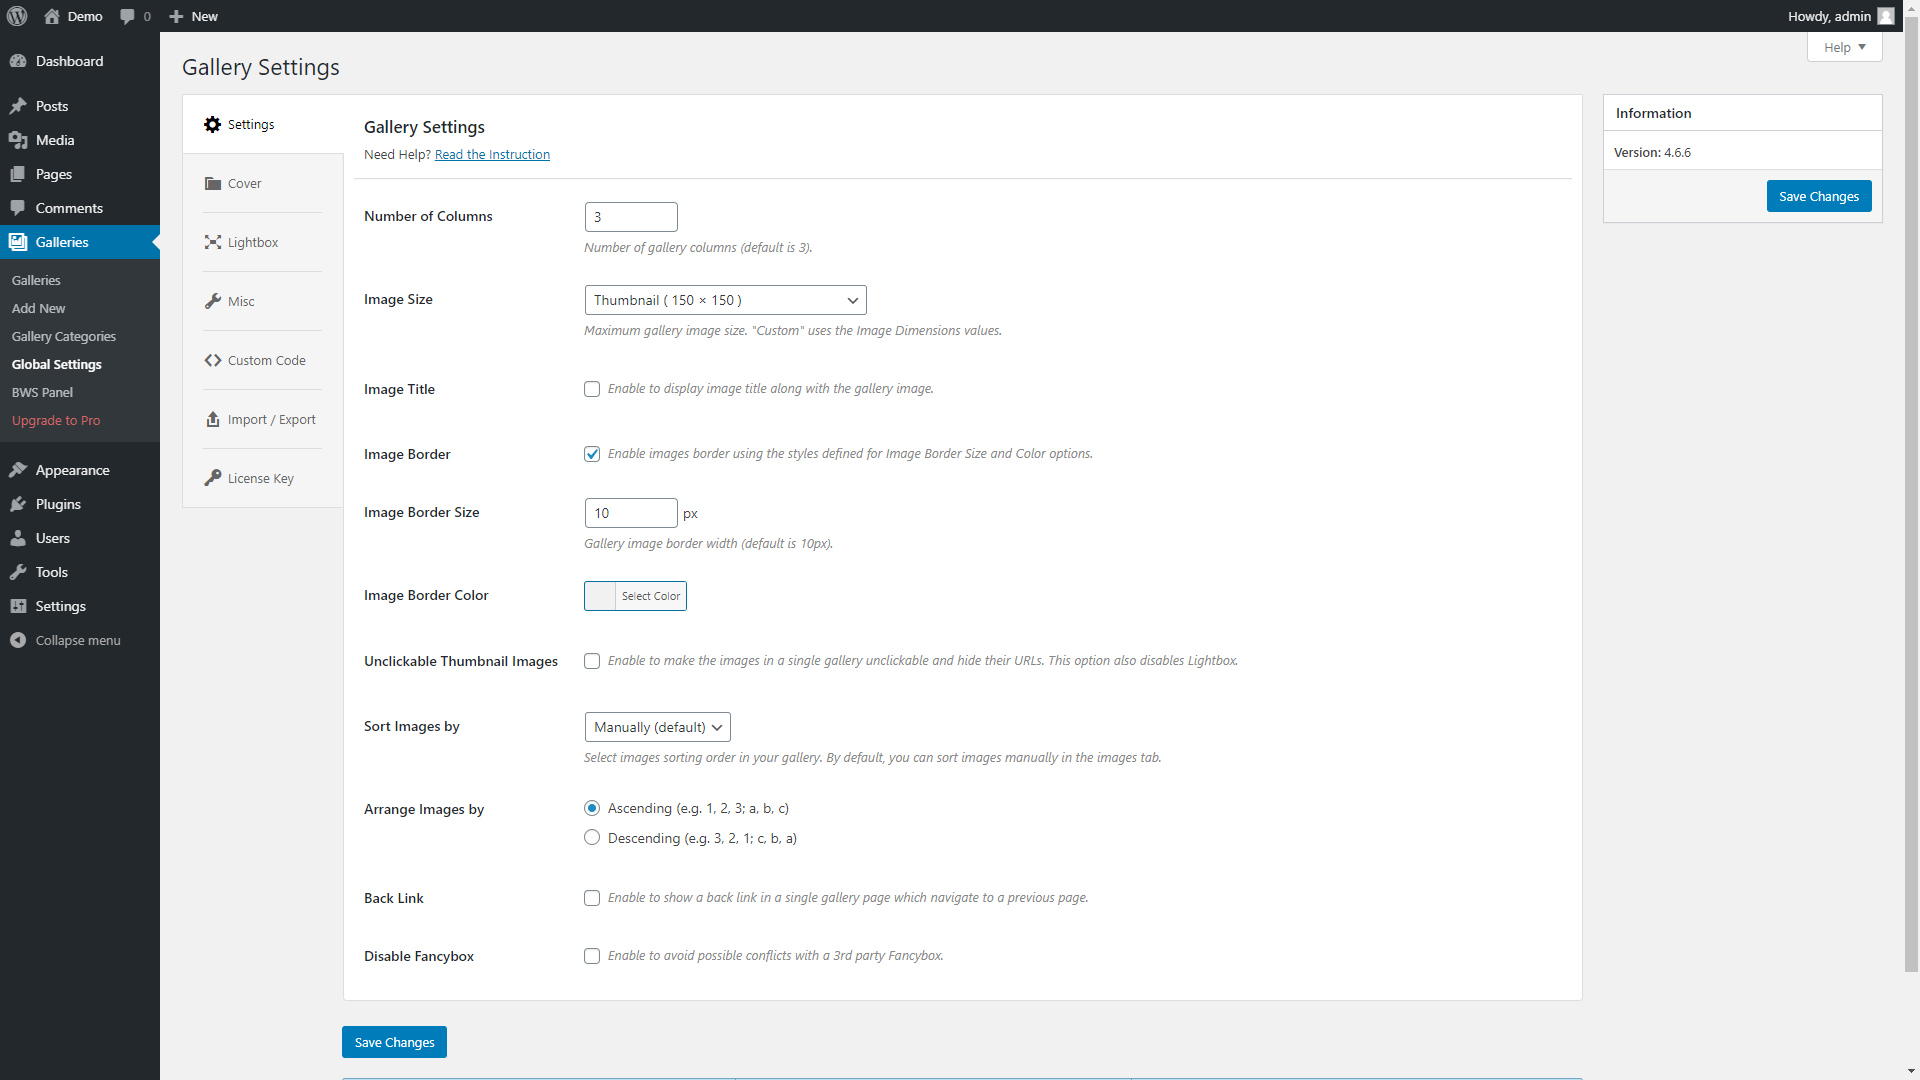 Demo
0
New
Howdy, admin
Help
Dashboard
Posts
Media
Pages
Comments
Galleries
Galleries
Add New
Gallery Categories
Global Settings
BWS Panel
Upgrade to Pro
Appearance
Plugins
Users
Tools
Settings
Collapse menu
Gallery Settings
Settings
Cover
Lightbox
Misc
Custom Code
Import / Export
License Key
Gallery Settings
Need Help? Read the Instruction
Number of Columns
3
Number of gallery columns (default is 3).
Image Size
Thumbnail ( 150 × 150 )
Maximum gallery image size. "Custom" uses the Image Dimensions values.
Image Title
Enable to display image title along with the gallery image.
Image Border
Enable images border using the styles defined for Image Border Size and Color options.
Image Border Size
10 px
Gallery image border width (default is 10px).
Image Border Color
Select Color
Unclickable Thumbnail Images
Enable to make the images in a single gallery unclickable and hide their URLs. This option also disables Lightbox.
Sort Images by
Manually (default)
Select images sorting order in your gallery. By default, you can sort images manually in the images tab.
Arrange Images by
Ascending (e.g. 1, 2, 3; a, b, c)
Descending (e.g. 3, 2, 1; c, b, a)
Back Link
Enable to show a back link in a single gallery page which navigate to a previous page.
Disable Fancybox
Enable to avoid possible conflicts with a 3rd party Fancybox.
Save Changes
Information
Version: 4.6.6
Save Changes